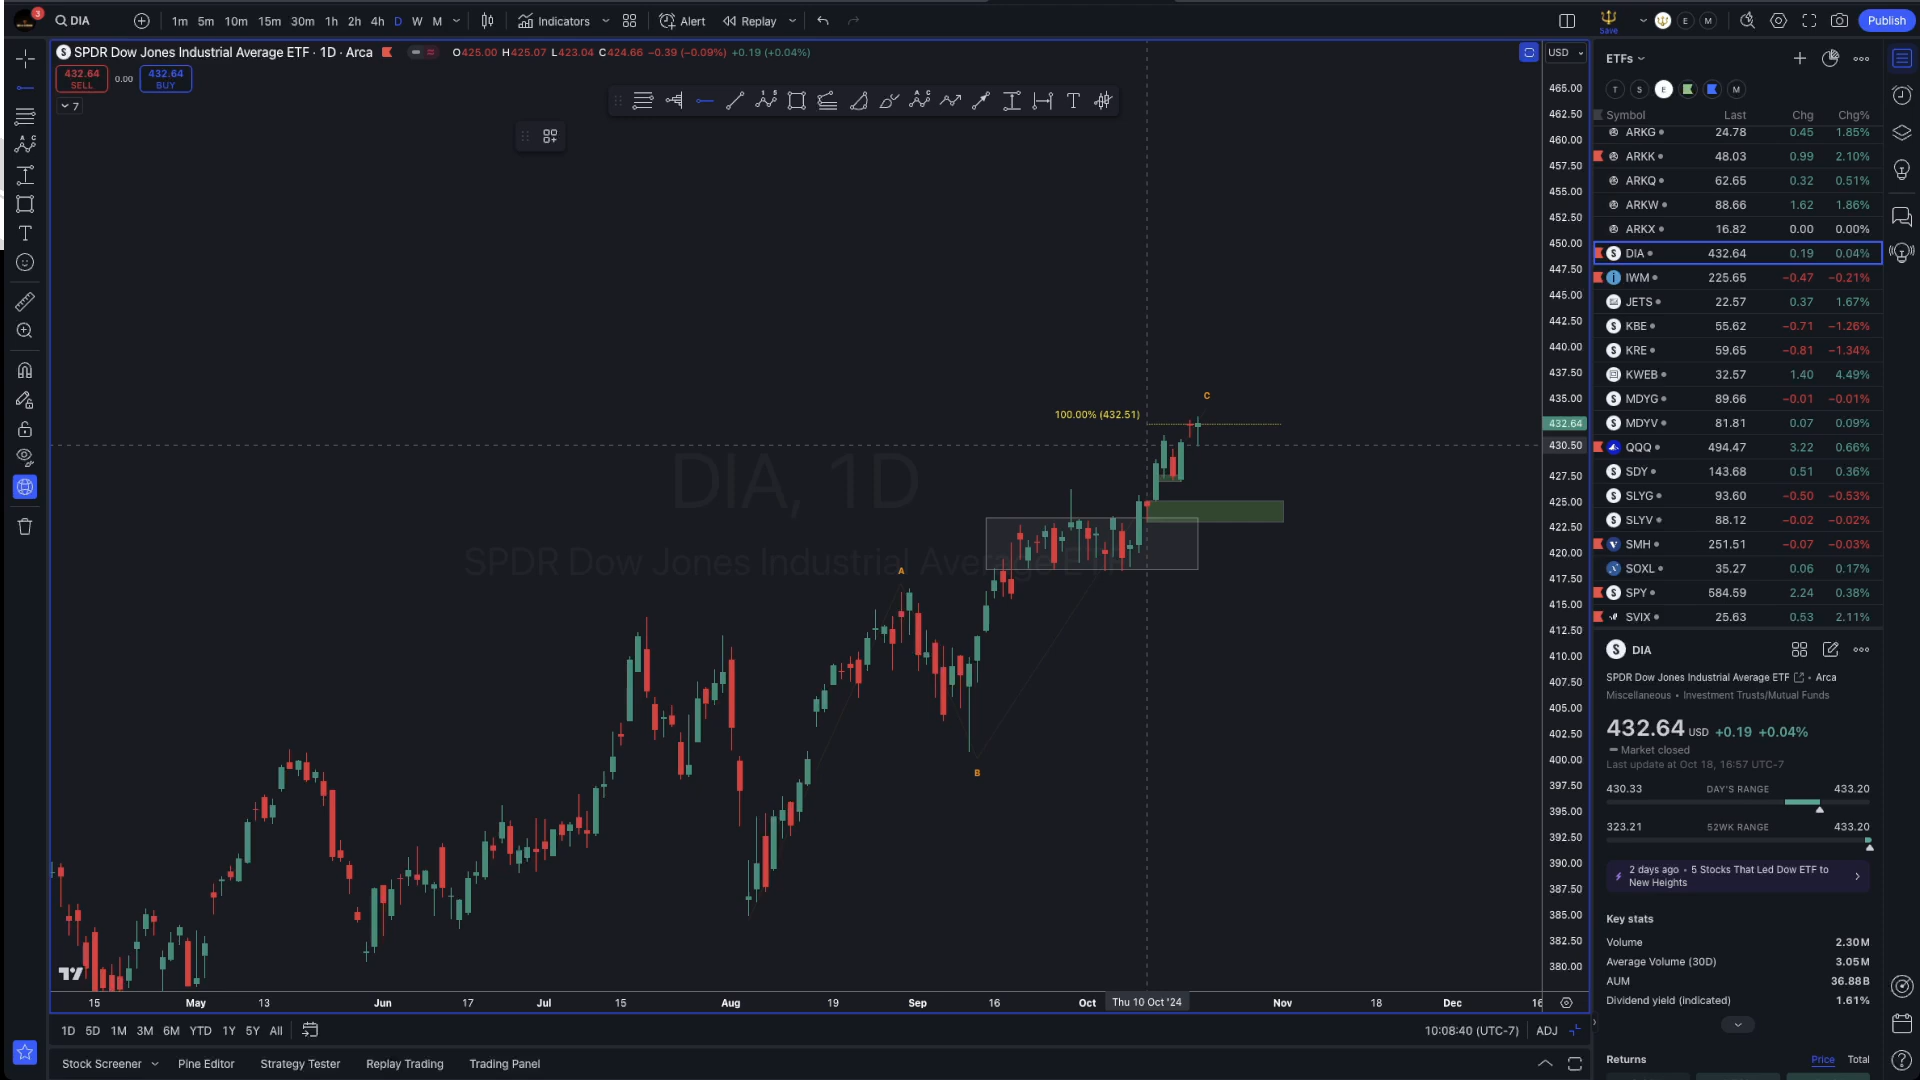 3
DIA
1m 5m 10m 15m 30m 1h 2h 4h D W M
Indicators
Alert
Replay
Save
E M
Publish
SPDR Dow Jones Industrial Average ETF · 1D · Arca
O425.00 H425.07 L423.04 C424.66 −0.39 (−0.09%) +0.19 (+0.04%)
432.64
SELL
0.00
432.64
BUY
7
USD
465.00
462.50
460.00
457.50
455.00
452.50
450.00
447.50
445.00
442.50
440.00
437.50
435.00
432.64
430.50
427.50
425.00
422.50
420.00
417.50
415.00
412.50
410.00
407.50
405.00
402.50
400.00
397.50
395.00
392.50
390.00
387.50
385.00
382.50
380.00
C
100.00% (432.51)
DIA, 1D
SPDR Dow Jones Industrial Average ETF
A
B
15 May 13 Jun 17 Jul 15 Aug 19 Sep 16 Oct Thu 10 Oct '24 Nov 18 Dec 16
1D 5D 1M 3M 6M YTD 1Y 5Y All
10:08:40 (UTC-7) ADJ
Stock Screener Pine Editor Strategy Tester Replay Trading Trading Panel
ETFs
T S E M
Symbol Last Chg Chg%
ARKG 24.78 0.45 1.85%
ARKK 48.03 0.99 2.10%
ARKQ 62.65 0.32 0.51%
ARKW 88.66 1.62 1.86%
ARKX 16.82 0.00 0.00%
DIA 432.64 0.19 0.04%
IWM 225.65 −0.47 −0.21%
JETS 22.57 0.37 1.67%
KBE 55.62 −0.71 −1.26%
KRE 59.65 −0.81 −1.34%
KWEB 32.57 1.40 4.49%
MDYG 89.66 −0.01 −0.01%
MDYV 81.81 0.07 0.09%
QQQ 494.47 3.22 0.66%
SDY 143.68 0.51 0.36%
SLYG 93.60 −0.50 −0.53%
SLYV 88.12 −0.02 −0.02%
SMH 251.51 −0.07 −0.03%
SOXL 35.27 0.06 0.17%
SPY 584.59 2.24 0.38%
SVIX 25.63 0.53 2.11%
DIA
SPDR Dow Jones Industrial Average ETF • Arca
Miscellaneous • Investment Trusts/Mutual Funds
432.64 USD +0.19 +0.04%
Market closed
Last update at Oct 18, 16:57 UTC-7
430.33 DAY'S RANGE 433.20
323.21 52WK RANGE 433.20
2 days ago • 5 Stocks That Led Dow ETF to
New Heights
Key stats
Volume 2.30M
Average Volume (30D) 3.05M
AUM 36.88B
Dividend yield (indicated) 1.61%
Returns Price Total